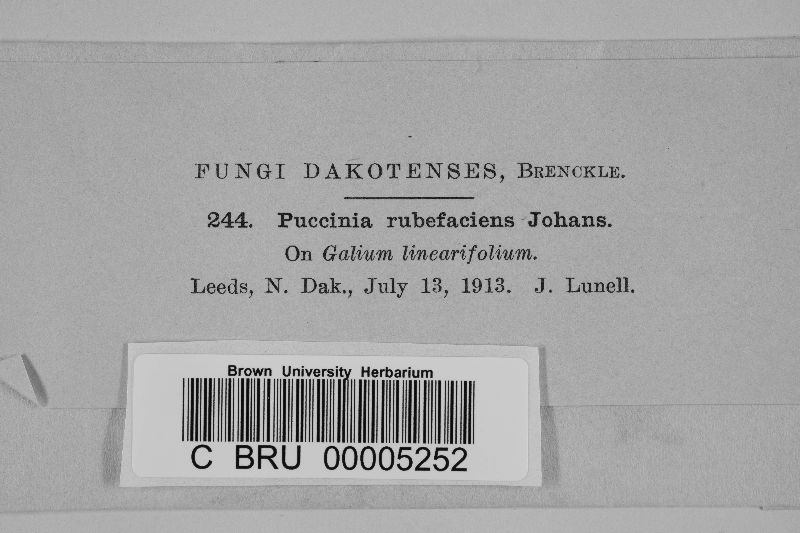 FUNGI DAKOTENSES, BRENCKLE.
244. Puccinia rubefaciens Johans.
On Galium linearifolium.
Leeds, N. Dak., July 13, 1913. J. Lunell.
Brown University Herbarium
C BRU 00005252